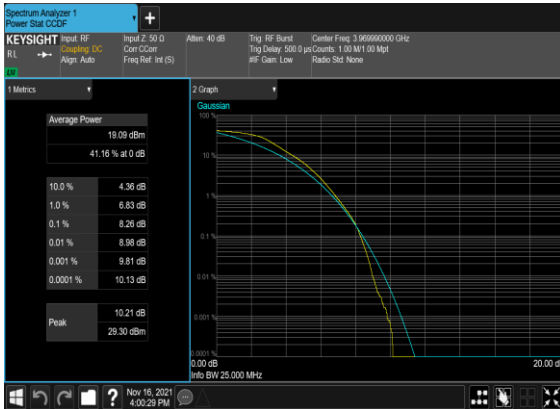 Spectrum Analyzer 1
Power Stat CCDF
KEYSIGHT
RL
Input: RF
Coupling: DC
Align: Auto
Input Z: 50 Ω
Corr CCorr
Freq Ref: Int (S)
Atten: 40 dB
Trig: RF Burst
Trig Delay: 500.0 µs
#IF Gain: Low
Center Freq: 3.969990000 GHz
Counts: 1.00 M/1.00 Mpt
Radio Std: None
1 Metrics
Average Power
19.09 dBm
41.16 % at 0 dB
10.0 % 4.36 dB
1.0 % 6.83 dB
0.1 % 8.26 dB
0.01 % 8.98 dB
0.001 % 9.81 dB
0.0001 % 10.13 dB
Peak
10.21 dB
29.30 dBm
2 Graph
Gaussian
100 %
10 %
1 %
0.1 %
0.01 %
0.001 %
0.0001 %
0.00 dB
20.00 d
Info BW 25.000 MHz
?
Nov 16, 2021
4:00:29 PM